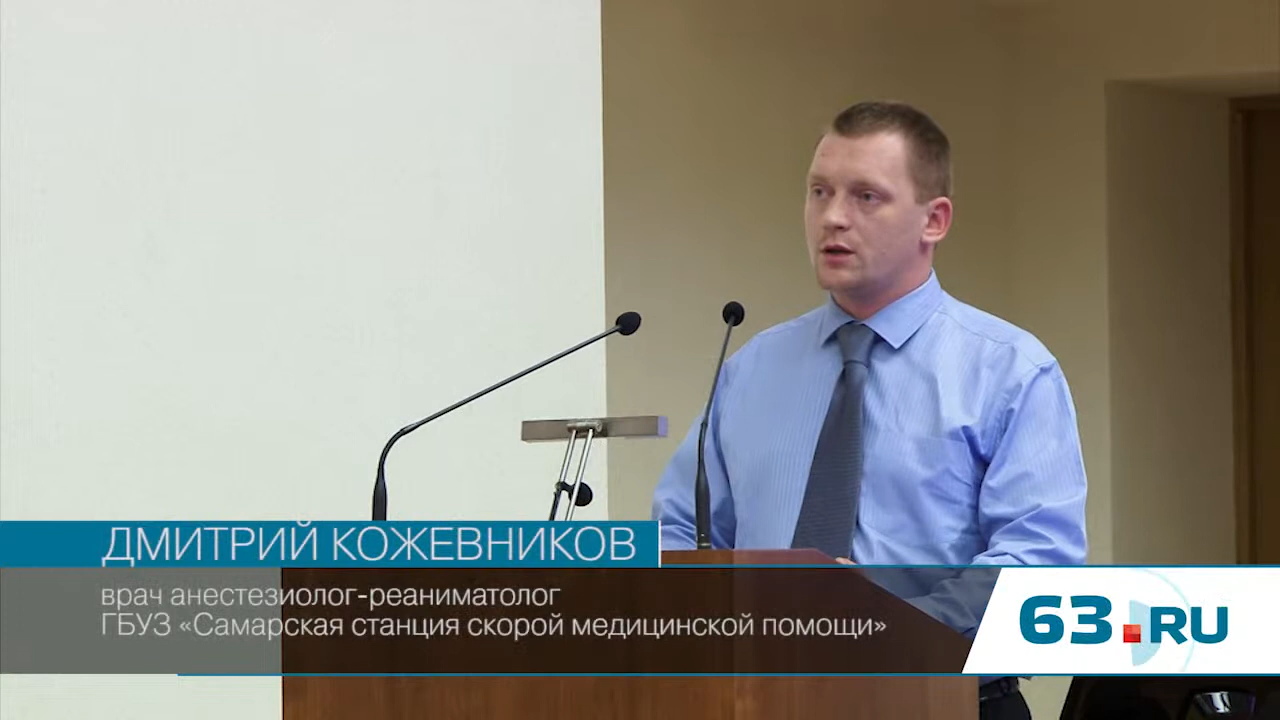 ДМИТРИЙ КОЖЕВНИКОВ
врач анестезиолог-реаниматолог
ГБУЗ «Самарская станция скорой медицинской помощи»
63.RU